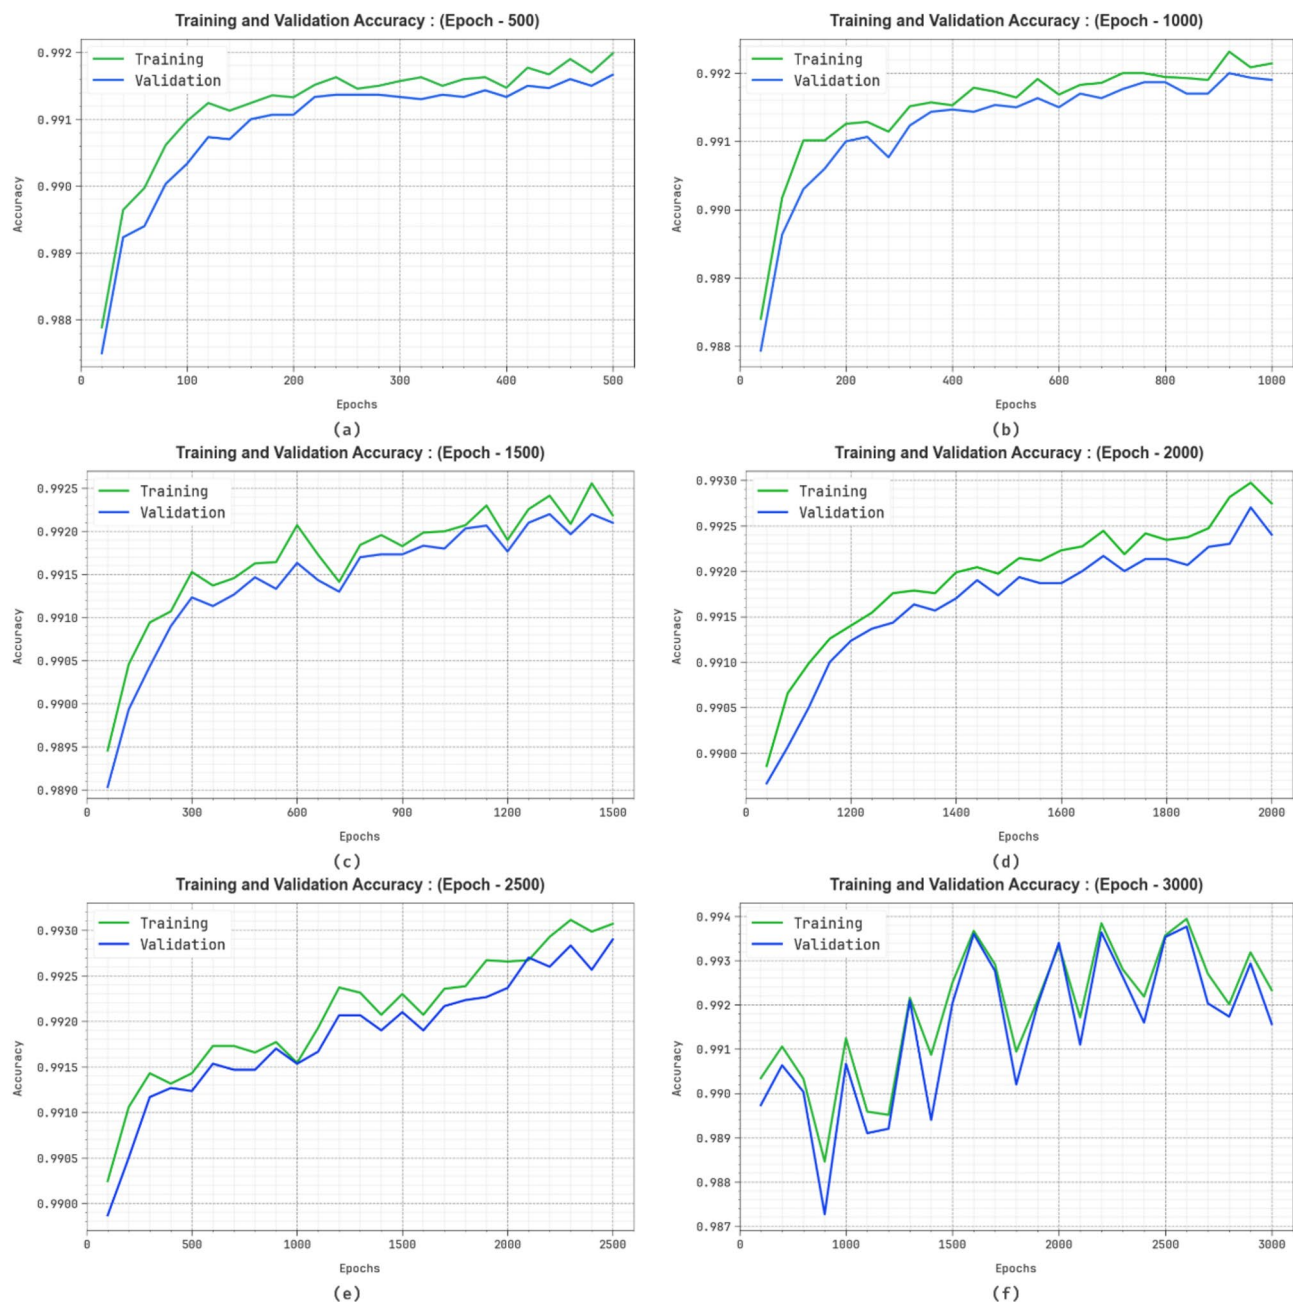 Training and Validation Accuracy : (Epoch - 500)
Training
Validation
0.992
0.991
0.990
0.989
0.988
Accuracy
0 100 200 300 400 500
Epochs
(a)
Training and Validation Accuracy : (Epoch - 1000)
Training
Validation
0.992
0.991
0.990
0.989
0.988
Accuracy
0 200 400 600 800 1000
Epochs
(b)
Training and Validation Accuracy : (Epoch - 1500)
Training
Validation
0.9925
0.9920
0.9915
0.9910
0.9905
0.9900
0.9895
0.9890
Accuracy
0 300 600 900 1200 1500
Epochs
(c)
Training and Validation Accuracy : (Epoch - 2000)
Training
Validation
0.9930
0.9925
0.9920
0.9915
0.9910
0.9905
0.9900
Accuracy
0 1200 1400 1600 1800 2000
Epochs
(d)
Training and Validation Accuracy : (Epoch - 2500)
Training
Validation
0.9930
0.9925
0.9920
0.9915
0.9910
0.9905
0.9900
Accuracy
0 500 1000 1500 2000 2500
Epochs
(e)
Training and Validation Accuracy : (Epoch - 3000)
Training
Validation
0.994
0.993
0.992
0.991
0.990
0.989
0.988
0.987
Accuracy
0 1000 1500 2000 2500 3000
Epochs
(f)